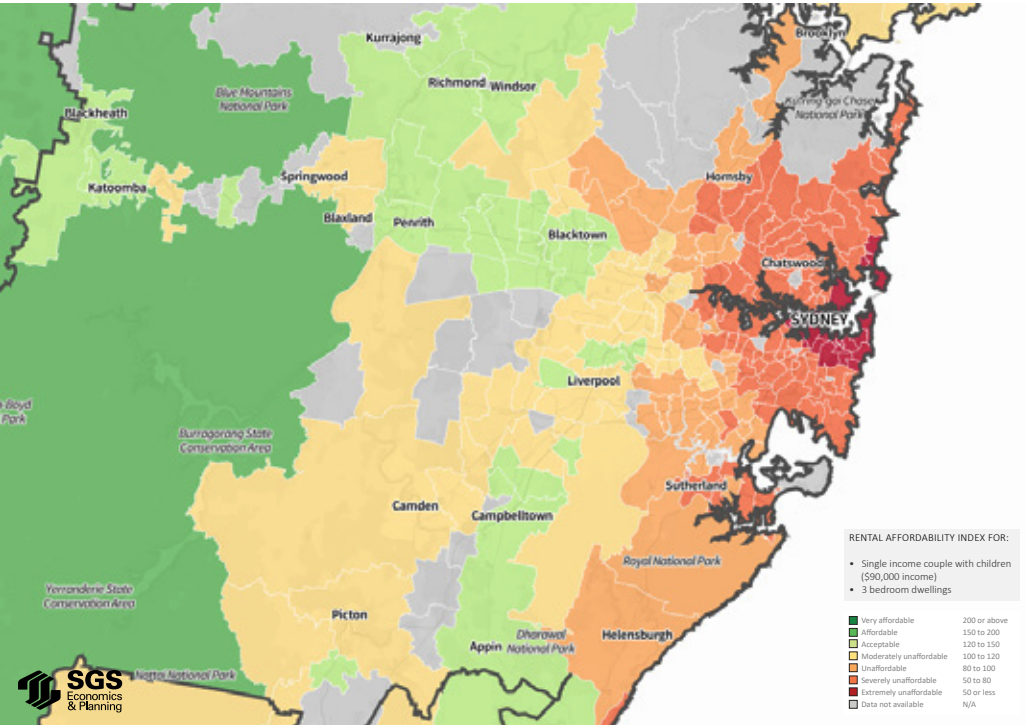 Brooklyn
Kurrajong
Ku-ring-gai Chase
National Park
Richmond
Windsor
Blue Mountains
National Park
Blackheath
Springwood
Hornsby
Katoomba
Blaxland
Penrith
Blacktown
Chatswood
SYDNEY
Liverpool
Boyd
Park
Burragorang State
Conservation Area
Sutherland
Camden
Campbelltown
Royal National Park
Yerranderie State
Conservation Area
Picton
Dharawal
National Park
Helensburgh
Appin
Nattai National Park
RENTAL AFFORDABILITY INDEX FOR:
• Single income couple with children
($90,000 income)
• 3 bedroom dwellings
Very affordable 200 or above
Affordable 150 to 200
Acceptable 120 to 150
Moderately unaffordable 100 to 120
Unaffordable 80 to 100
Severely unaffordable 50 to 80
Extremely unaffordable 50 or less
Data not available N/A
SGS
Economics
& Planning